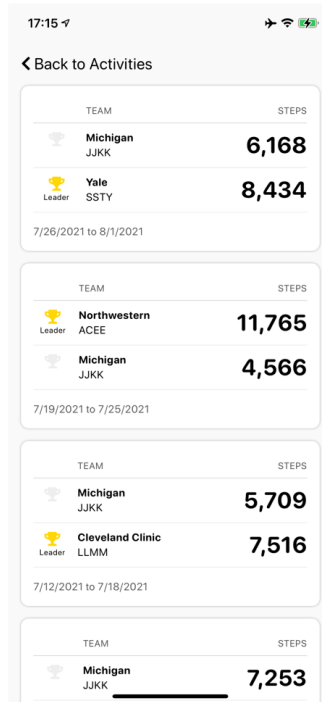 17:15
Back to Activities
TEAM STEPS
Michigan
JJKK
6,168
Yale
SSTY
Leader
8,434
7/26/2021 to 8/1/2021
TEAM STEPS
Northwestern
ACEE
Leader
11,765
Michigan
JJKK
4,566
7/19/2021 to 7/25/2021
TEAM STEPS
Michigan
JJKK
5,709
Cleveland Clinic
LLMM
Leader
7,516
7/12/2021 to 7/18/2021
TEAM STEPS
Michigan
JJKK
7,253